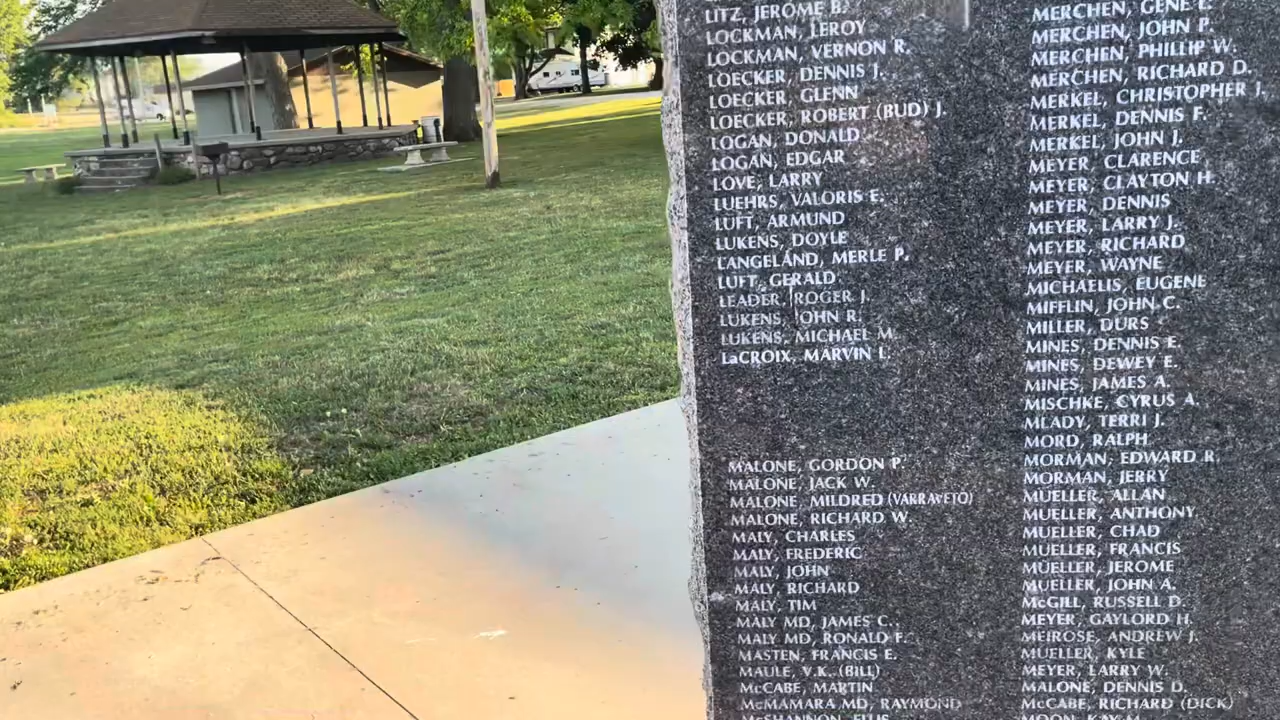 LITZ, JEROME B.
LOCKMAN, LEROY
LOCKMAN, VERNON R.
LOECKER, DENNIS J.
LOECKER, GLENN
LOECKER, ROBERT (BUD) J.
LOGAN, DONALD
LOGAN, EDGAR
LOVE, LARRY
LUEHRS, VALORIS E.
LUFT, ARMUND
LUKENS, DOYLE
LANGELAND, MERLE P.
LUFT, GERALD
LEADER, ROGER J.
LUKENS, JOHN R.
LUKENS, MICHAEL M.
LaCROIX, MARVIN L.
MALONE, GORDON P.
MALONE, JACK W.
MALONE, MILDRED (VARRAVETO)
MALONE, RICHARD W.
MALY, CHARLES
MALY, FREDERIC
MALY, JOHN
MALY, RICHARD
MALY, TIM
MALY MD, JAMES C.
MALY MD, RONALD F.
MASTEN, FRANCIS E.
MAULE, V.K. (BILL)
McCABE, MARTIN
McMAMARA MD, RAYMOND
McSHANNON, ELLIS
MERCHEN, GENE E.
MERCHEN, JOHN P.
MERCHEN, PHILLIP W.
MERCHEN, RICHARD D.
MERKEL, CHRISTOPHER J.
MERKEL, DENNIS F.
MERKEL, JOHN J.
MEYER, CLARENCE
MEYER, CLAYTON H.
MEYER, DENNIS
MEYER, LARRY J.
MEYER, RICHARD
MEYER, WAYNE
MICHAELIS, EUGENE
MIFFLIN, JOHN C.
MILLER, DURS
MINES, DENNIS E.
MINES, DEWEY E.
MINES, JAMES A.
MISCHKE, CYRUS A.
MLADY, TERRI J.
MORD, RALPH
MORMAN, EDWARD R.
MORMAN, JERRY
MUELLER, ALLAN
MUELLER, ANTHONY
MUELLER, CHAD
MUELLER, FRANCIS
MUELLER, JEROME
MUELLER, JOHN A.
McGILL, RUSSELL D.
MEYER, GAYLORD H.
MEIROSE, ANDREW J.
MUELLER, KYLE
MEYER, LARRY W.
MALONE, DENNIS D.
McCABE, RICHARD (DICK)
MOON,